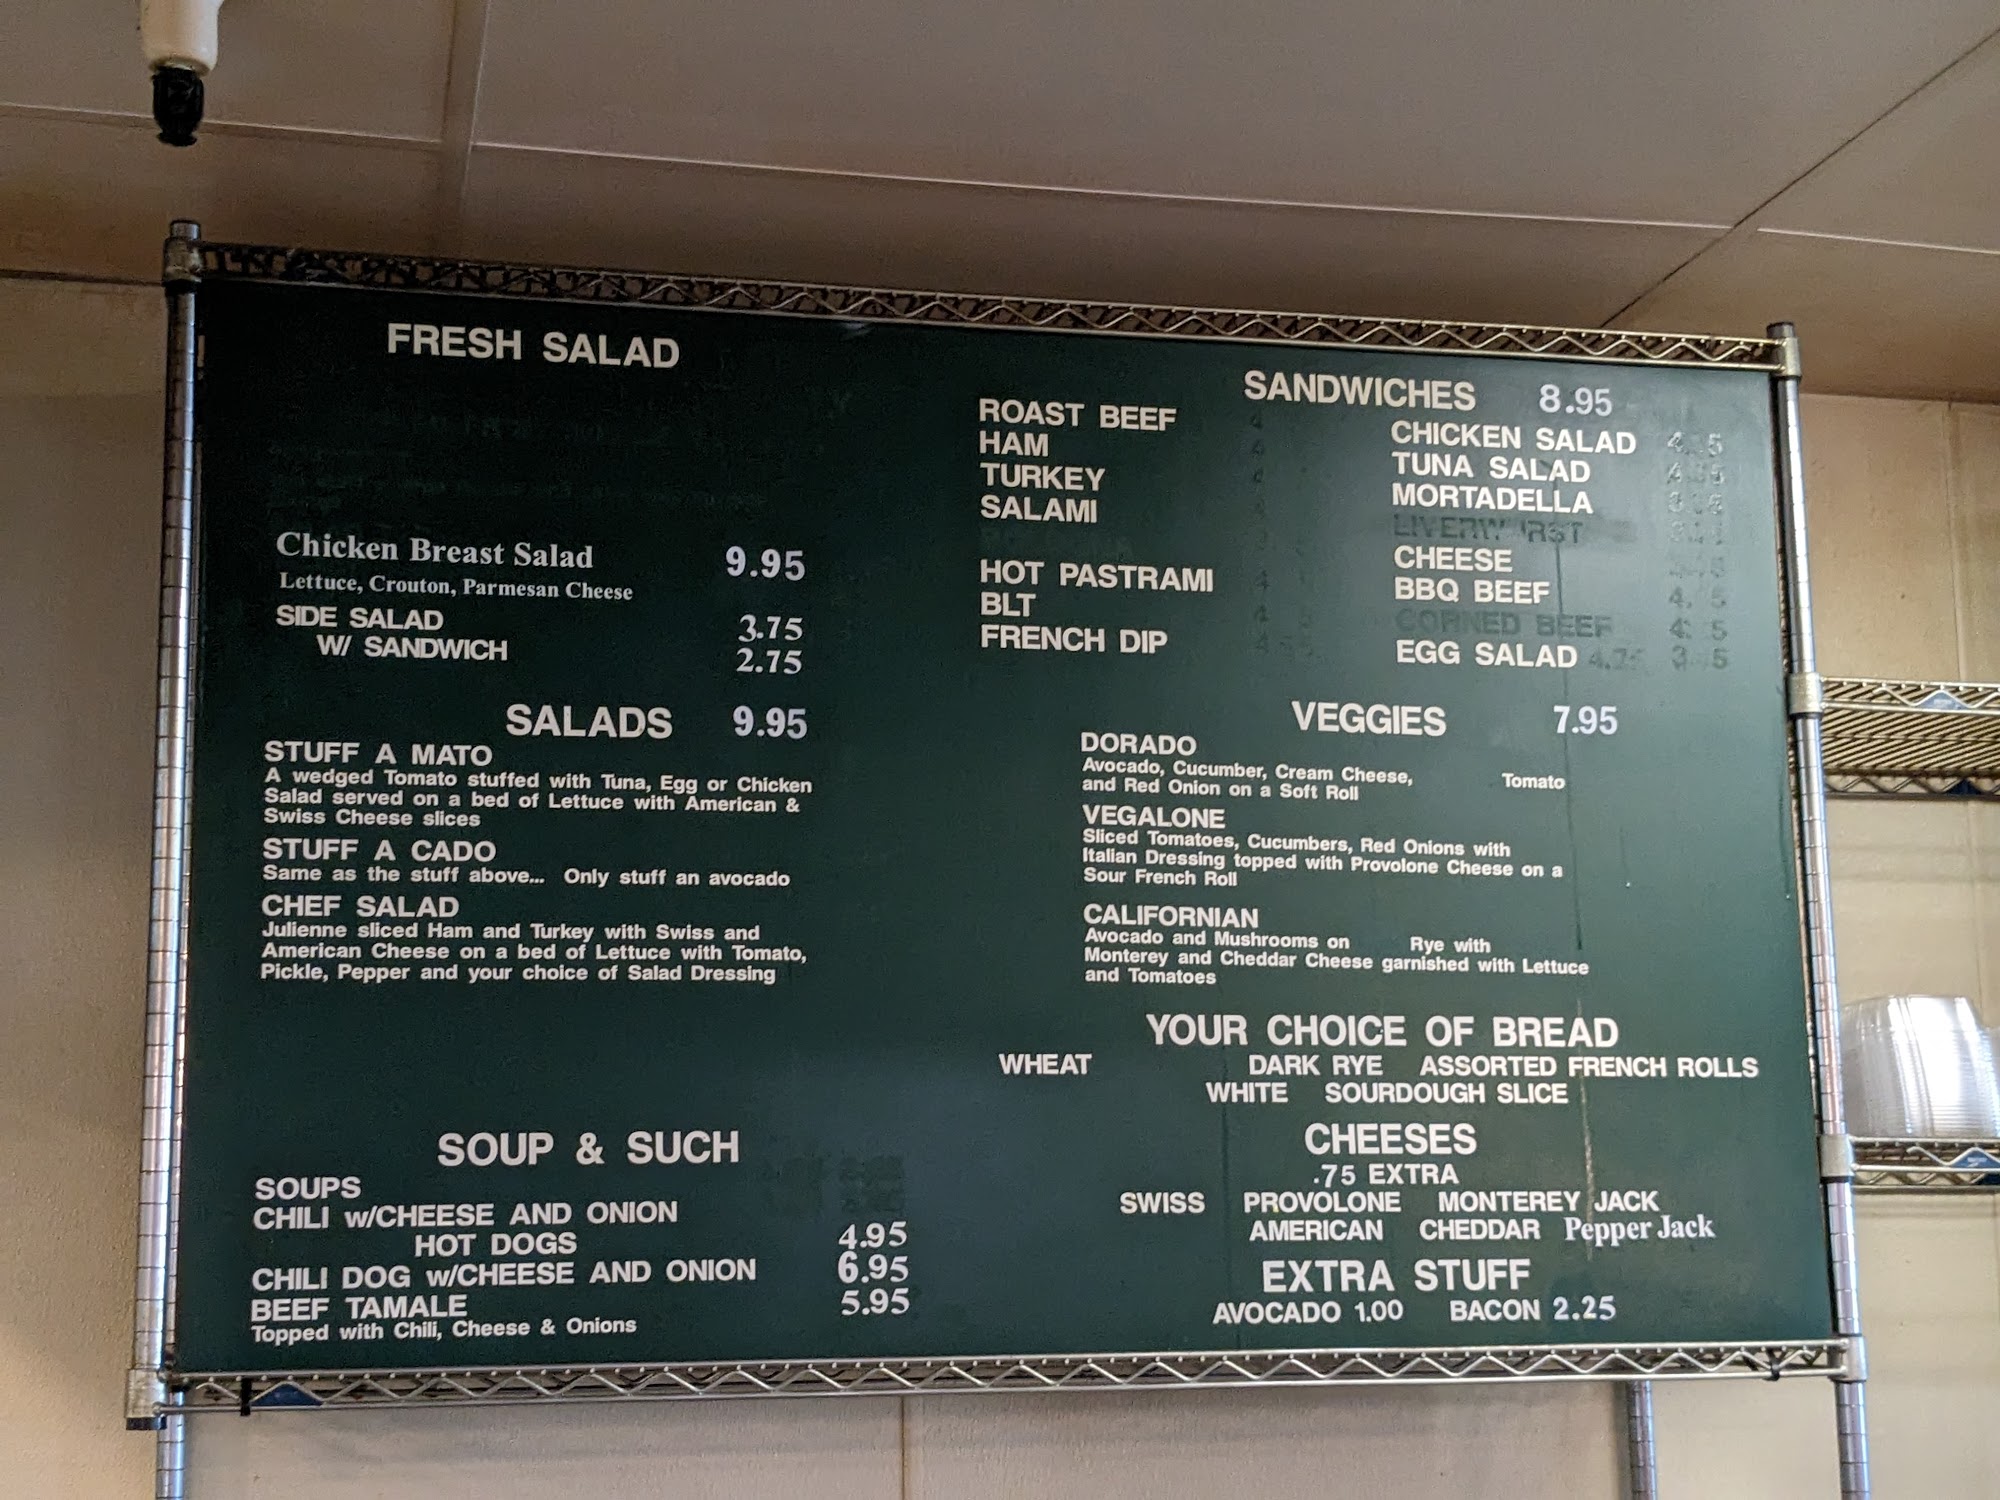 FRESH SALAD
Chicken Breast Salad 9.95
Lettuce, Crouton, Parmesan Cheese
SIDE SALAD 3.75
W/ SANDWICH 2.75
SALADS 9.95
STUFF A MATO
A wedged Tomato stuffed with Tuna, Egg or Chicken
Salad served on a bed of Lettuce with American &
Swiss Cheese slices
STUFF A CADO
Same as the stuff above... Only stuff an avocado
CHEF SALAD
Julienne sliced Ham and Turkey with Swiss and
American Cheese on a bed of Lettuce with Tomato,
Pickle, Pepper and your choice of Salad Dressing
SOUP & SUCH
SOUPS
CHILI w/CHEESE AND ONION
HOT DOGS 4.95
CHILI DOG w/CHEESE AND ONION 6.95
BEEF TAMALE 5.95
Topped with Chili, Cheese & Onions
SANDWICHES 8.95
ROAST BEEF
HAM
TURKEY
SALAMI
HOT PASTRAMI
BLT
FRENCH DIP
CHICKEN SALAD
TUNA SALAD
MORTADELLA
LIVERWURST
CHEESE
BBQ BEEF
CORNED BEEF
EGG SALAD
VEGGIES 7.95
DORADO
Avocado, Cucumber, Cream Cheese, Tomato
and Red Onion on a Soft Roll
VEGALONE
Sliced Tomatoes, Cucumbers, Red Onions with
Italian Dressing topped with Provolone Cheese on a
Sour French Roll
CALIFORNIAN
Avocado and Mushrooms on Rye with
Monterey and Cheddar Cheese garnished with Lettuce
and Tomatoes
YOUR CHOICE OF BREAD
WHEAT DARK RYE ASSORTED FRENCH ROLLS
WHITE SOURDOUGH SLICE
CHEESES
.75 EXTRA
SWISS PROVOLONE MONTEREY JACK
AMERICAN CHEDDAR Pepper Jack
EXTRA STUFF
AVOCADO 1.00 BACON 2.25